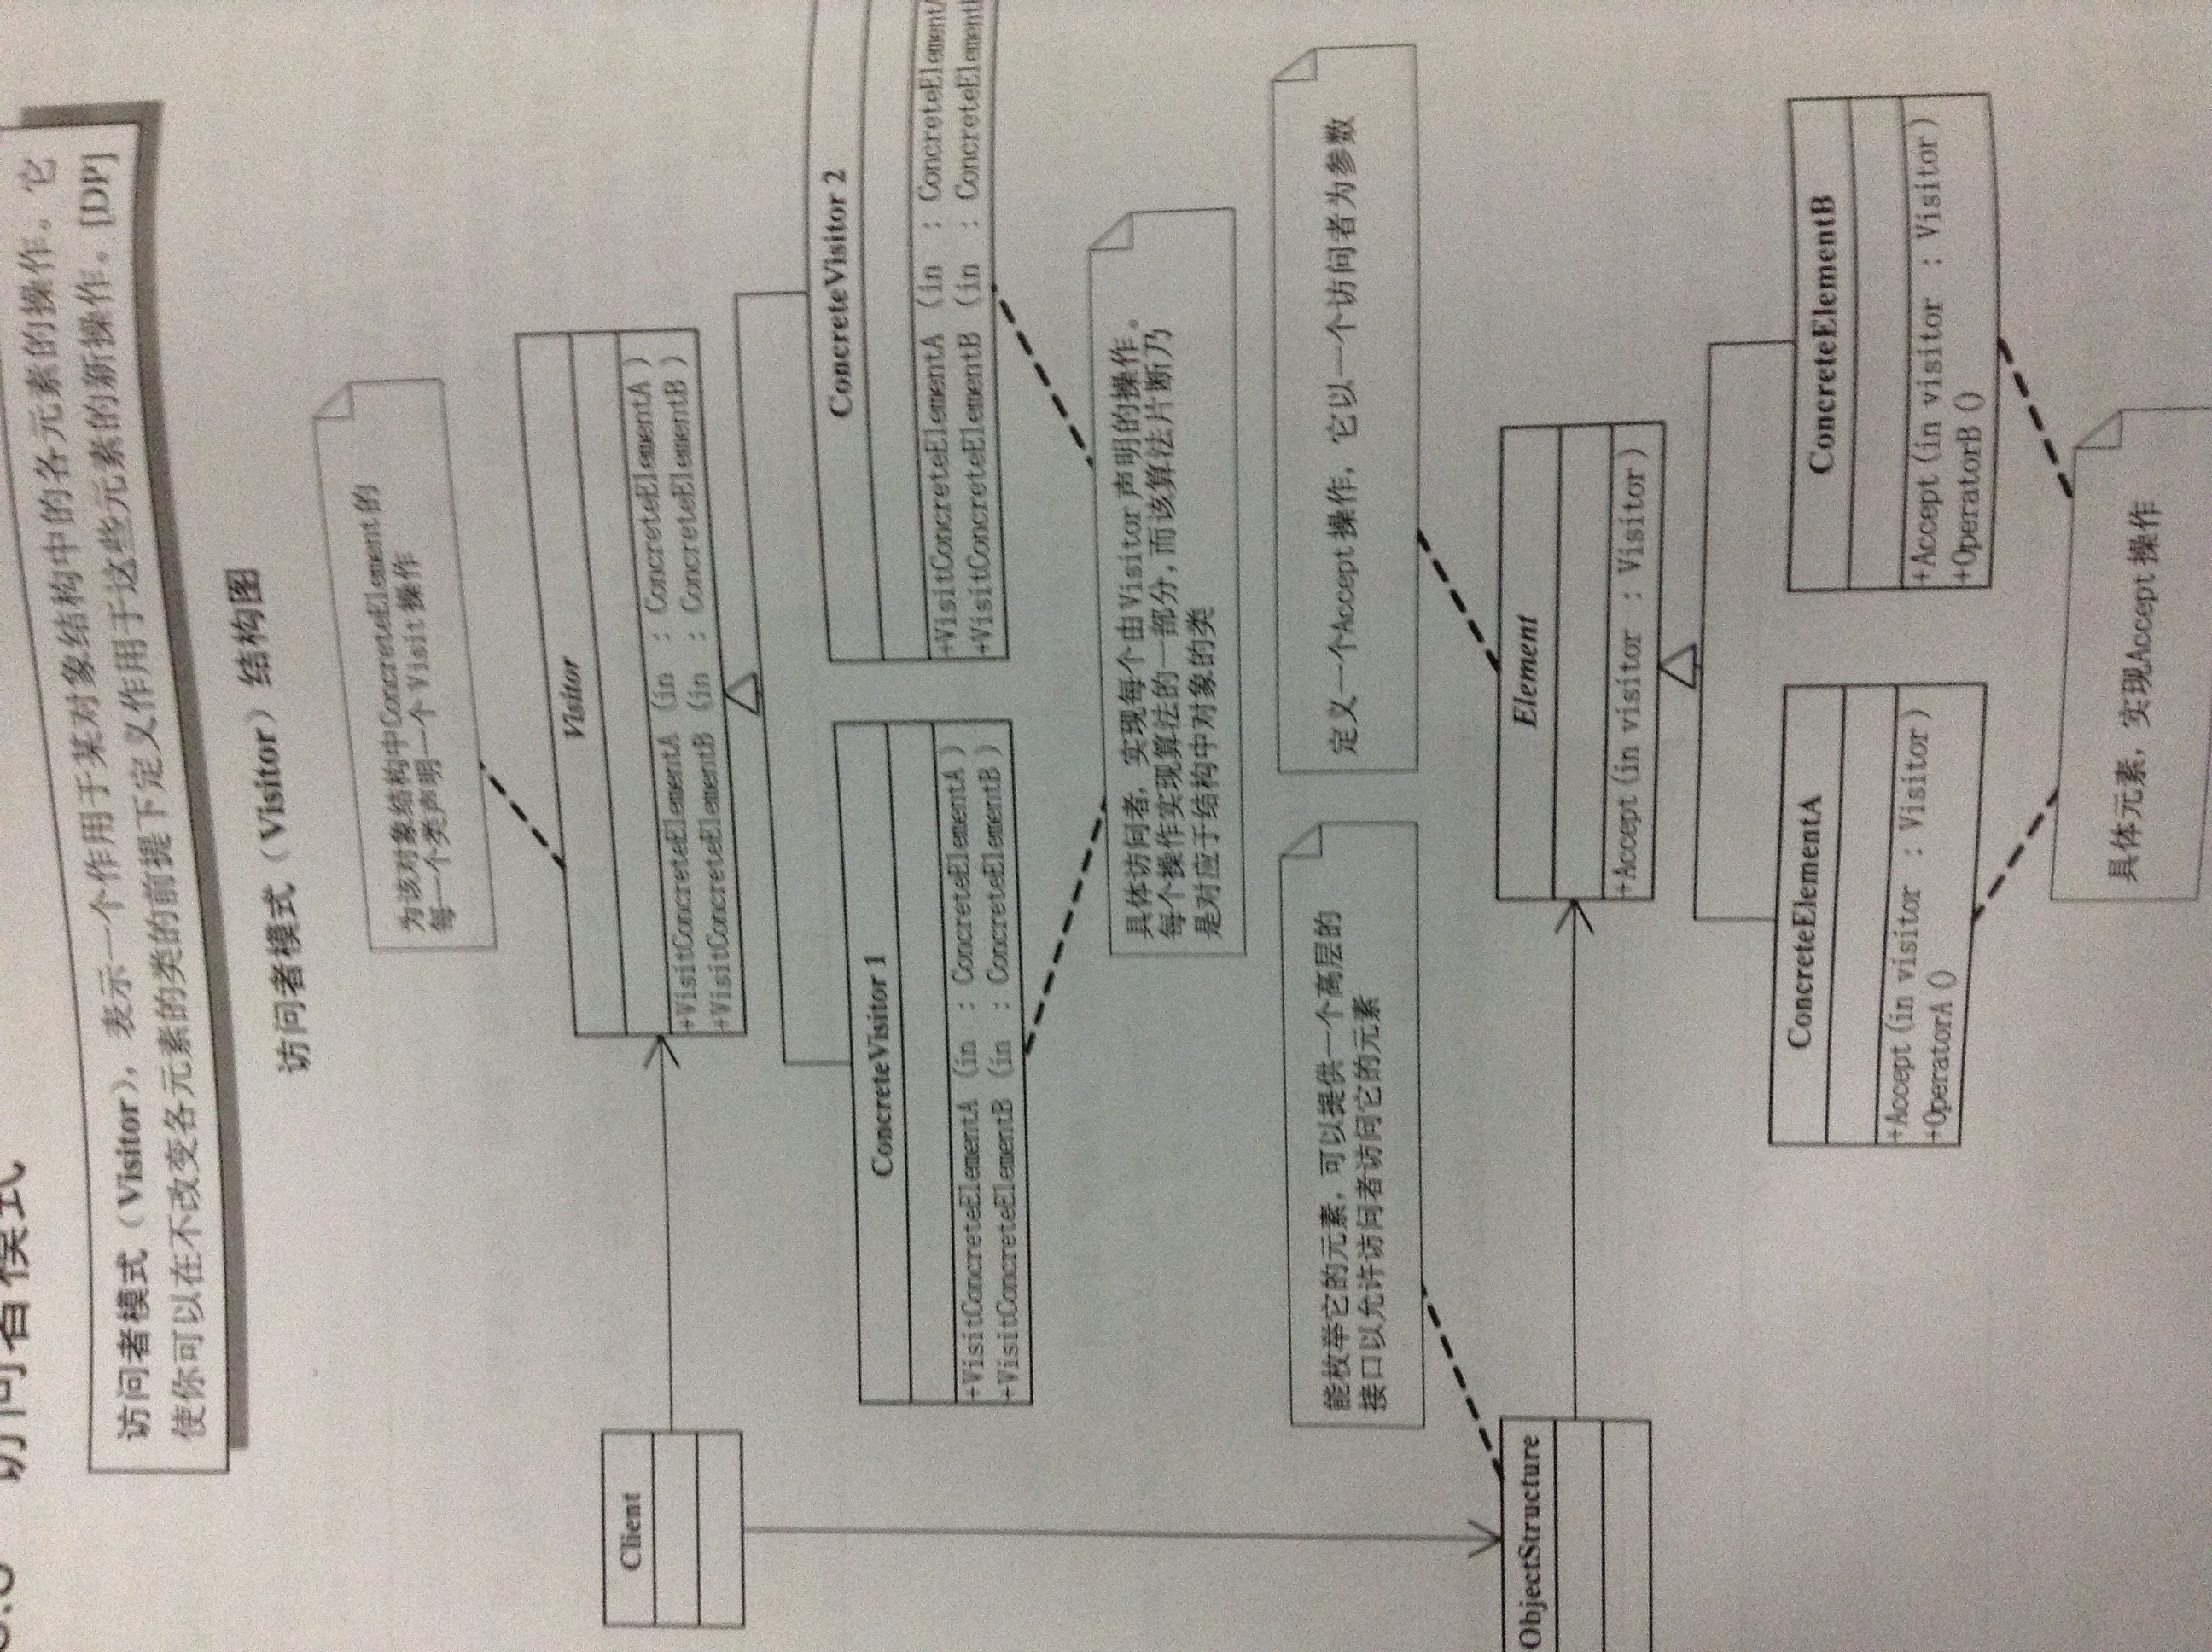 访问者模式
访问者模式（Visitor），表示一个作用于某对象结构中的各元素的操作。它
使你可以在不改变各元素的类的前提下定义作用于这些元素的新操作。[DP]
访问者模式（Visitor）结构图
为该对象结构中ConcreteElement的
每一个类声明一个 Visit 操作
Client
Visitor
+VisitConcreteElementA (in : ConcreteElementA)
+VisitConcreteElementB (in : ConcreteElementB)
ConcreteVisitor 1
+VisitConcreteElementA (in : ConcreteElementA)
+VisitConcreteElementB (in : ConcreteElementB)
ConcreteVisitor 2
+VisitConcreteElementA (in : ConcreteElementA
+VisitConcreteElementB (in : ConcreteElement
具体访问者，实现每个由Visitor 声明的操作。
每个操作实现算法的一部分，而该算法片断乃
是对应于结构中对象的类
能枚举它的元素，可以提供一个高层的
接口以允许访问者访问它的元素
定义一个Accept操作，它以一个访问者为参数
ObjectStructure
Element
+Accept(in visitor : Visitor)
ConcreteElementA
+Accept(in visitor : Visitor)
+OperatorA()
ConcreteElementB
+Accept(in visitor : Visitor)
+OperatorB()
具体元素，实现Accept 操作